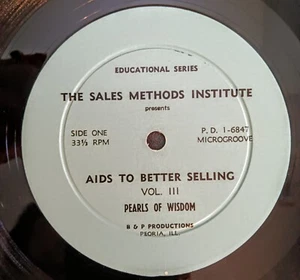 EDUCATIONAL SERIES
THE SALES METHODS INSTITUTE
presents
SIDE ONE P. D. 1-6847
33⅓ RPM MICROGROOVE
AIDS TO BETTER SELLING
VOL. III
PEARLS OF WISDOM
B & P PRODUCTIONS
PEORIA, ILL.